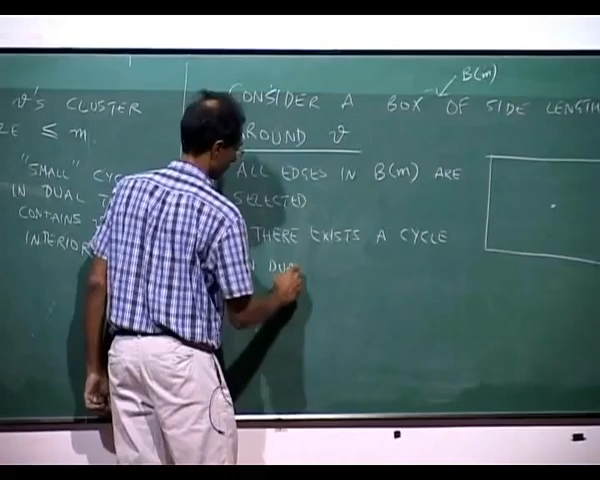 ϑ'S CLUSTER
≤ m.
"SMALL"
IN DUAL
CONTAINS
B(m)
CONSIDER A BOX OF SIDE LENGTH
AROUND ϑ
ALL EDGES IN B(m) ARE
SELECTED
THERE EXISTS A CYCLE